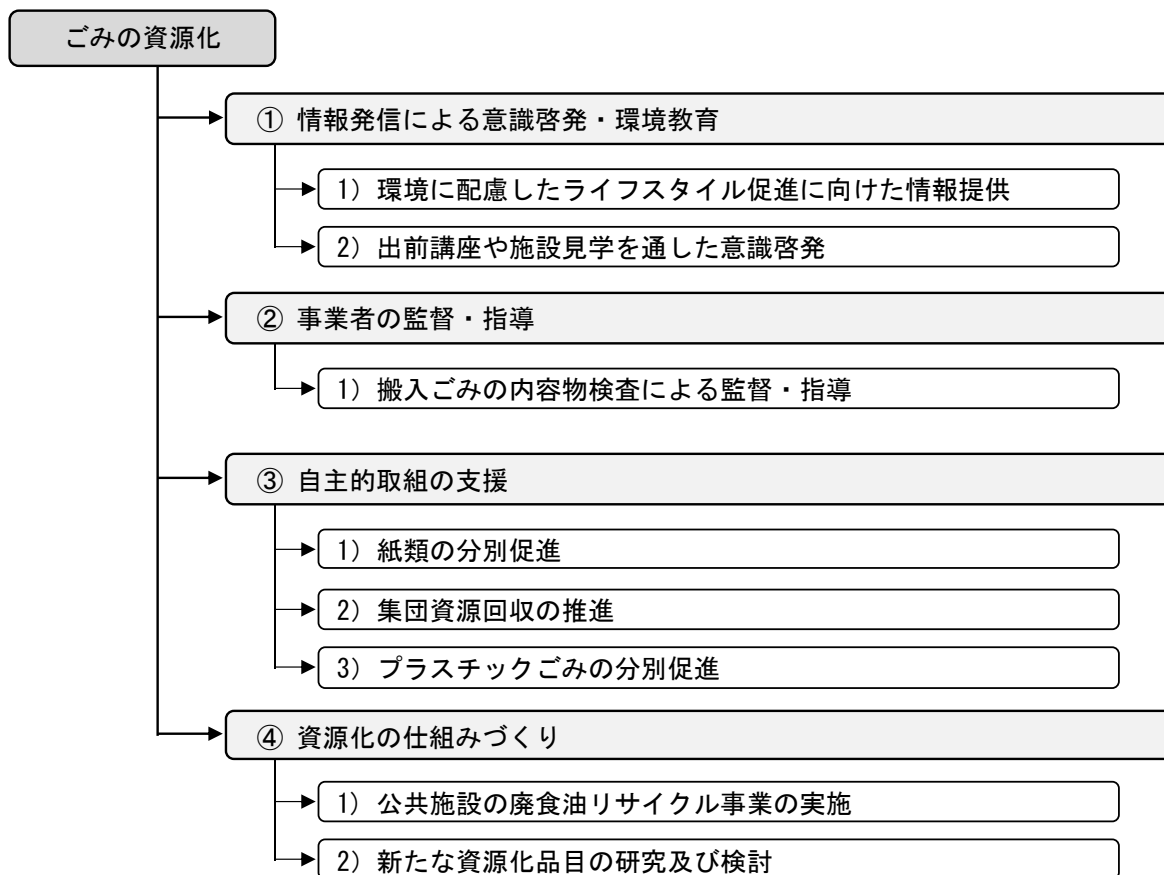 ごみの資源化
① 情報発信による意識啓発・環境教育
1) 環境に配慮したライフスタイル促進に向けた情報提供
2) 出前講座や施設見学を通した意識啓発
② 事業者の監督・指導
1) 搬入ごみの内容物検査による監督・指導
③ 自主的取組の支援
1) 紙類の分別促進
2) 集団資源回収の推進
3) プラスチックごみの分別促進
④ 資源化の仕組みづくり
1) 公共施設の廃食油リサイクル事業の実施
2) 新たな資源化品目の研究及び検討